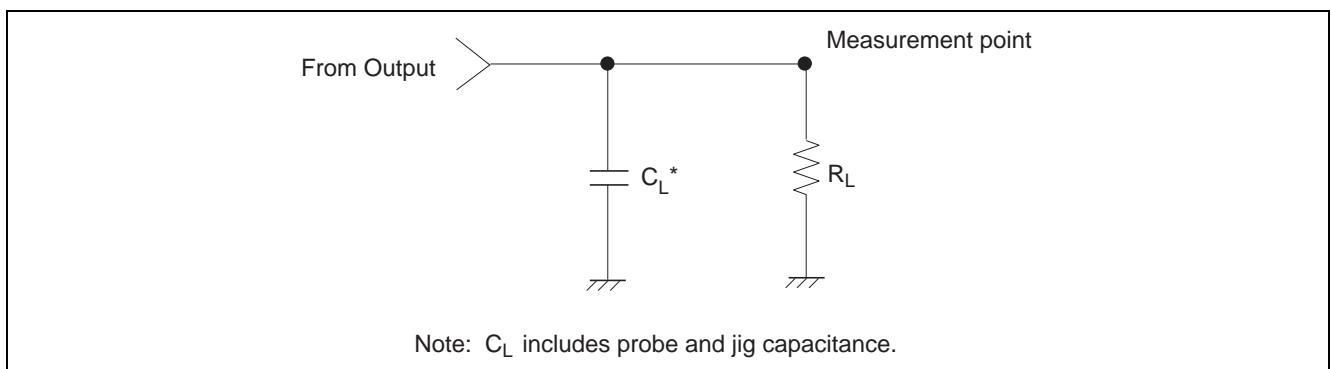 Measurement point
From Output
C_L*
R_L
Note: C_L includes probe and jig capacitance.